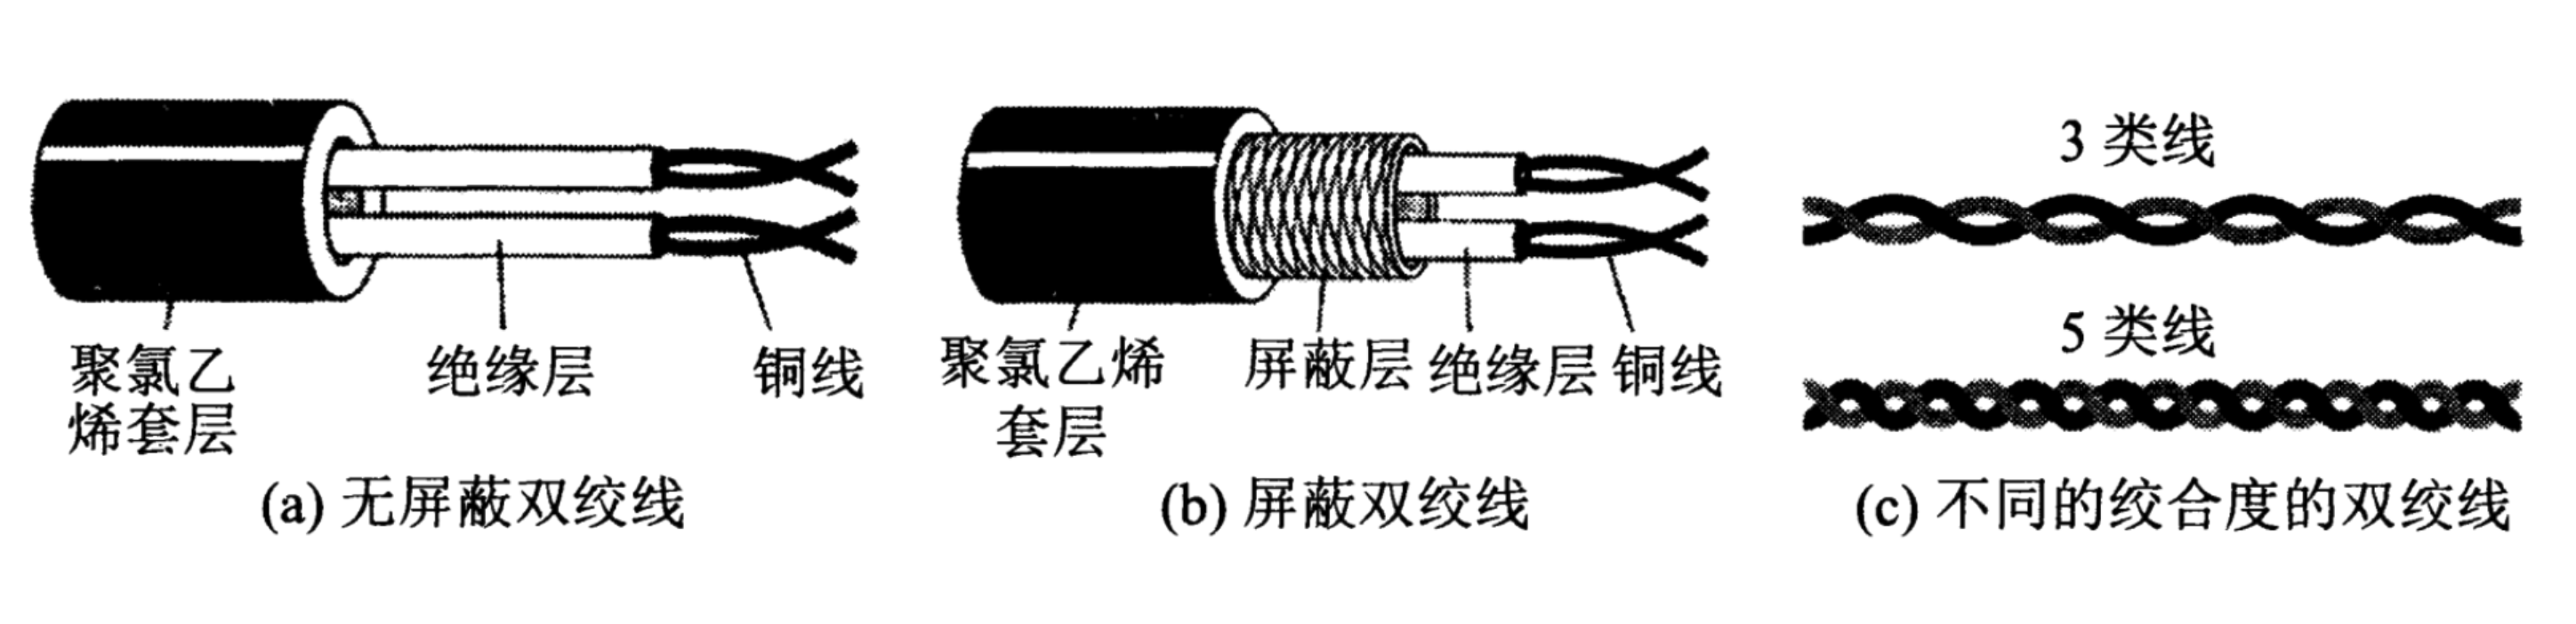 聚氯乙
烯套层
绝缘层
铜线
(a) 无屏蔽双绞线
聚氯乙烯
套层
屏蔽层
绝缘层
铜线
(b) 屏蔽双绞线
3 类线
5 类线
(c) 不同的绞合度的双绞线